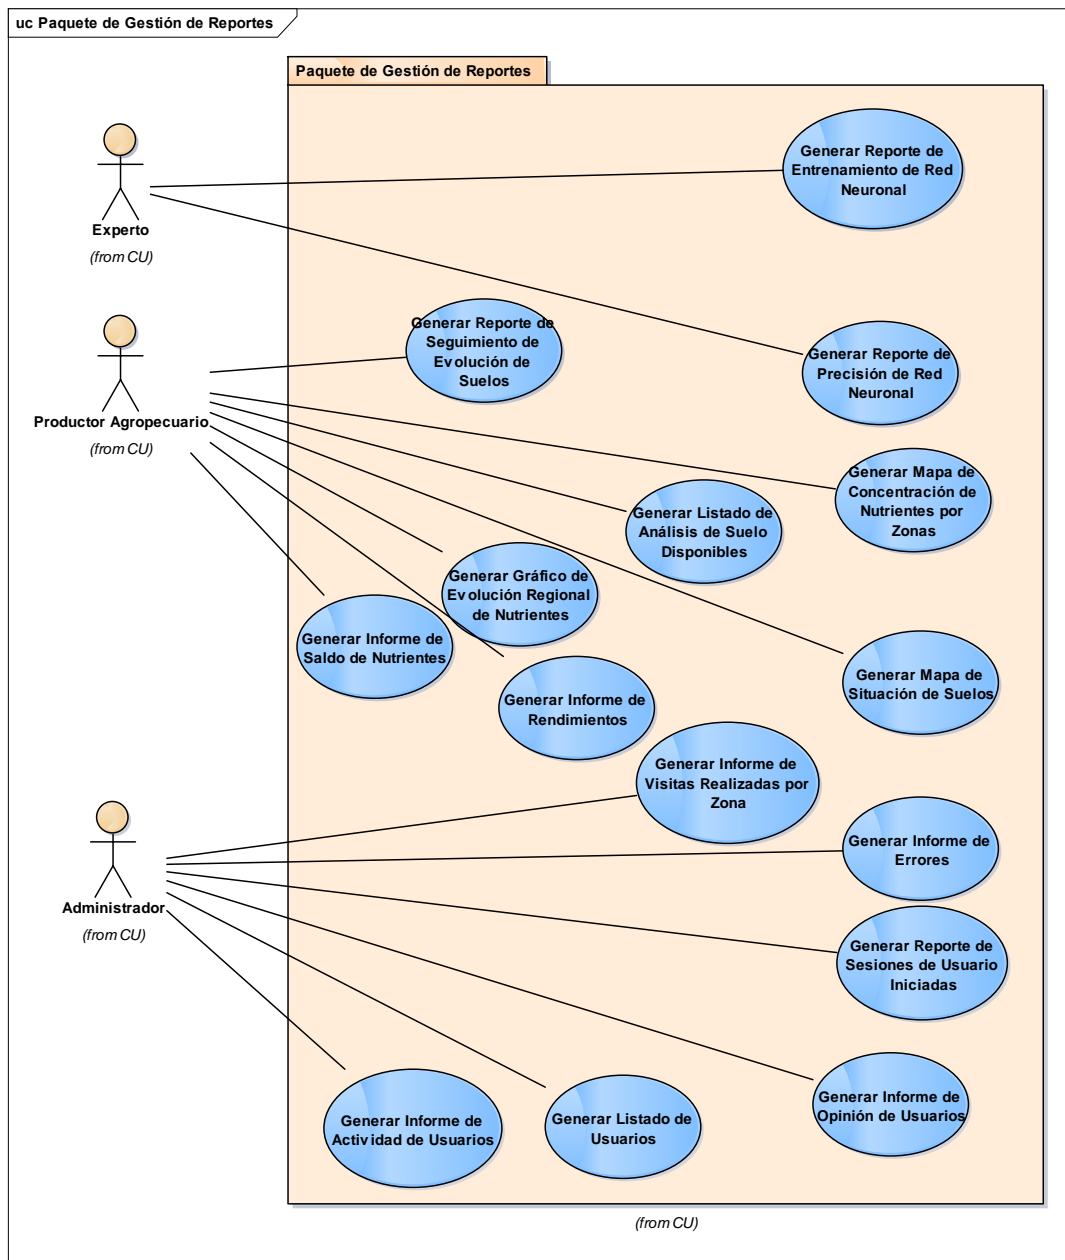 uc Paquete de Gestión de Reportes
Paquete de Gestión de Reportes
Generar Reporte de
Entrenamiento de Red
Neuronal
Experto
(from CU)
Generar Reporte de
Seguimiento de
Evolución de
Suelos
Generar Reporte de
Precisión de Red
Neuronal
Productor Agropecuario
(from CU)
Generar Mapa de
Concentración de
Nutrientes por
Zonas
Generar Listado de
Análisis de Suelo
Disponibles
Generar Gráfico de
Evolución Regional
de Nutrientes
Generar Informe de
Saldo de Nutrientes
Generar Mapa de
Situación de Suelos
Generar Informe de
Rendimientos
Generar Informe de
Visitas Realizadas por
Zona
Generar Informe de
Errores
Administrador
(from CU)
Generar Reporte de
Sesiones de Usuario
Iniciadas
Generar Informe de
Opinión de Usuarios
Generar Informe de
Actividad de Usuarios
Generar Listado de
Usuarios
(from CU)